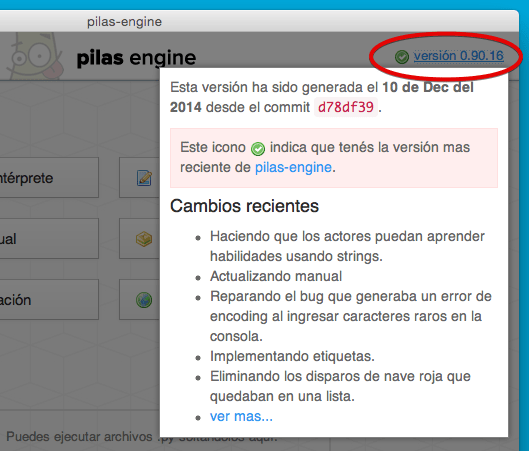 pilas-engine
pilas engine
versión 0.90.16
Esta versión ha sido generada el 10 de Dec del
2014 desde el commit d78df39.
Este icono indica que tenés la versión mas
reciente de pilas-engine.
Cambios recientes
Haciendo que los actores puedan aprender
habilidades usando strings.
Actualizando manual
Reparando el bug que generaba un error de
encoding al ingresar caracteres raros en la
consola.
Implementando etiquetas.
Eliminando los disparos de nave roja que
quedaban en una lista.
ver mas...
ntérprete
ual
ación
Puedes ejecutar archivos .py soltándolos aquí.